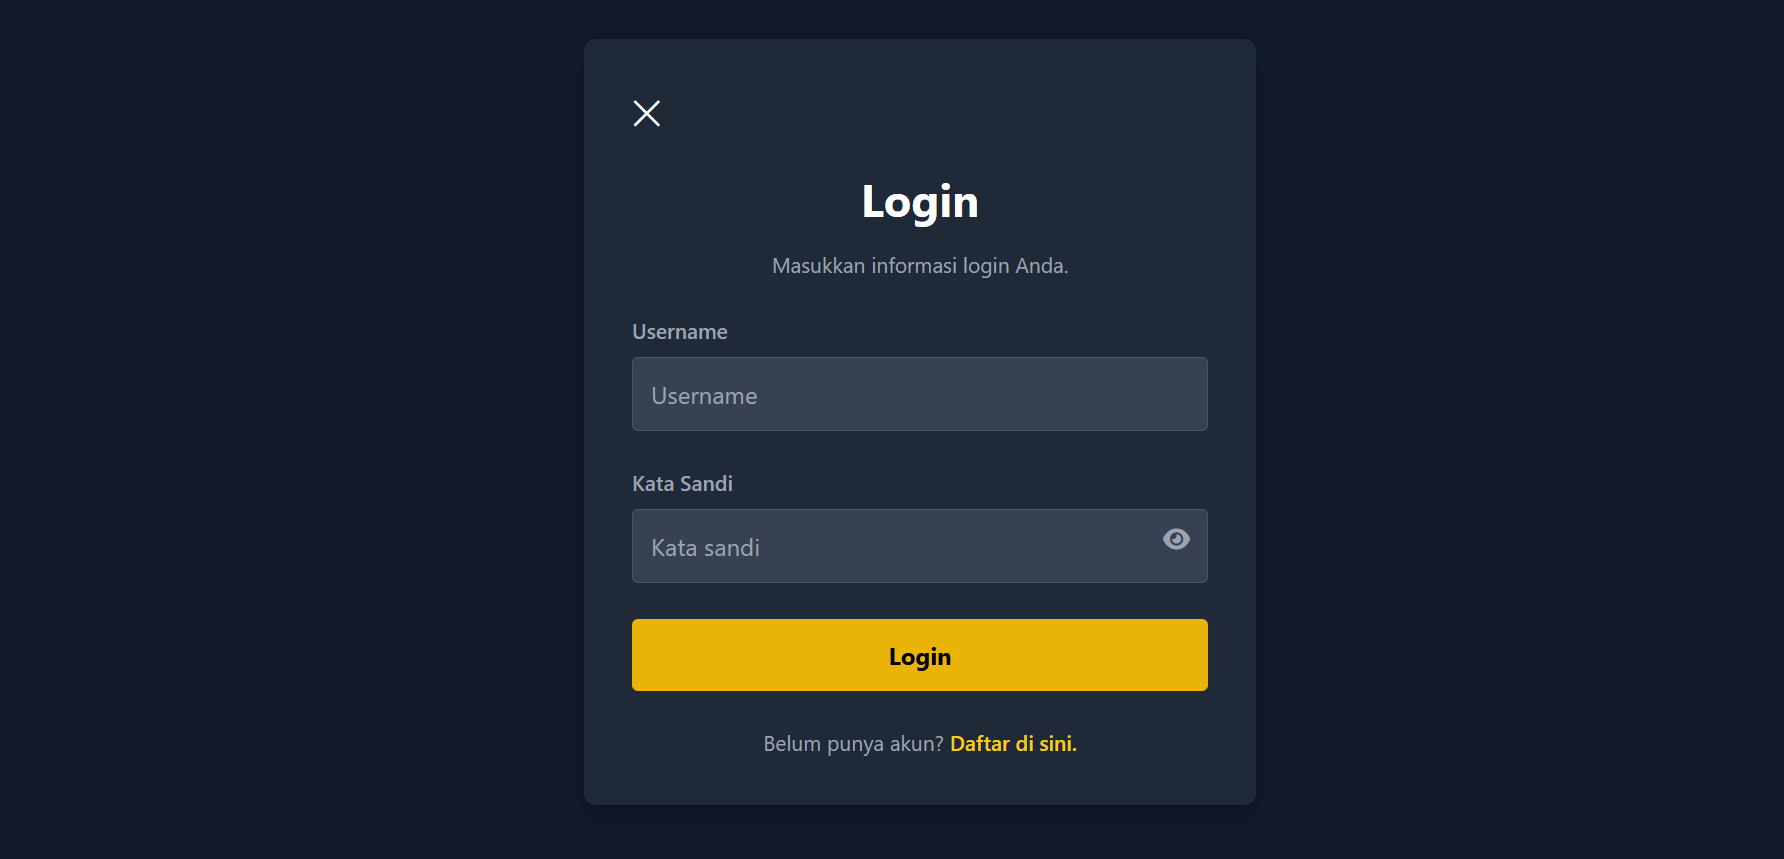 Login
Masukkan informasi login Anda.
Username
Username
Kata Sandi
Kata sandi
Login
Belum punya akun? Daftar di sini.